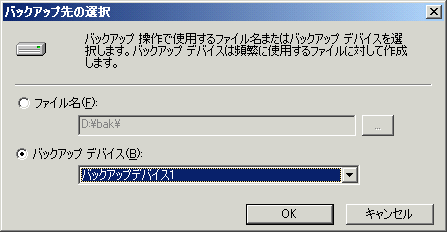 バックアップ先の選択
バックアップ 操作で使用するファイル名またはバックアップ デバイスを選
択します。バックアップ デバイスは頻繁に使用するファイルに対して作成
します。
ファイル名(F):
D:¥bak¥
...
バックアップ デバイス(B):
バックアップデバイス1
OK
キャンセル